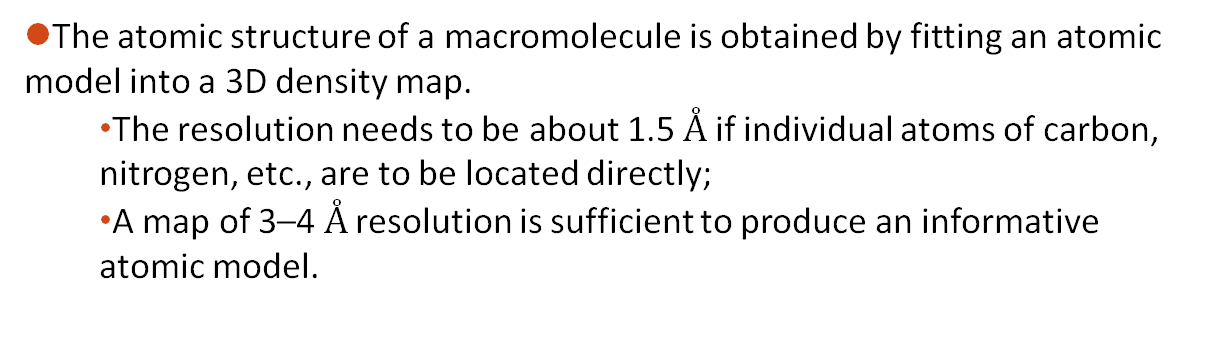 ●The atomic structure of a macromolecule is obtained by fitting an atomic
model into a 3D density map.
•The resolution needs to be about 1.5 Å if individual atoms of carbon,
nitrogen, etc., are to be located directly;
•A map of 3–4 Å resolution is sufficient to produce an informative
atomic model.